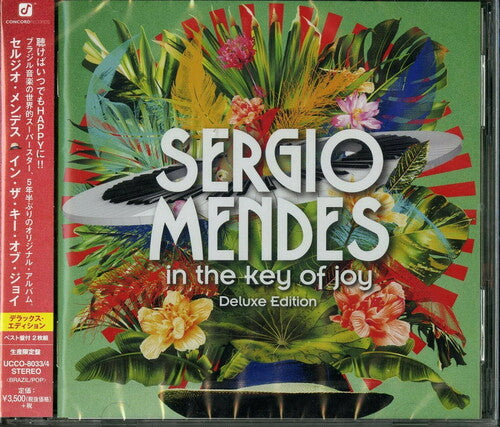 CONCORD RECORDS
聴けばいつでもHAPPYに!!
ブラジル音楽の世界的スーパースター、5年半ぶりのオリジナル・アルバム。
セルジオ・メンデス
イン・ザ・キー・オブ・ジョイ
デラックス・
エディション
ベスト盤付 2枚組
生産限定盤
UCCO-8033/4
STEREO
(BRAZIL/POP)
定価:
¥3,500(税抜価格)
+税
SERGIO
MENDES
in the key of joy
Deluxe Edition